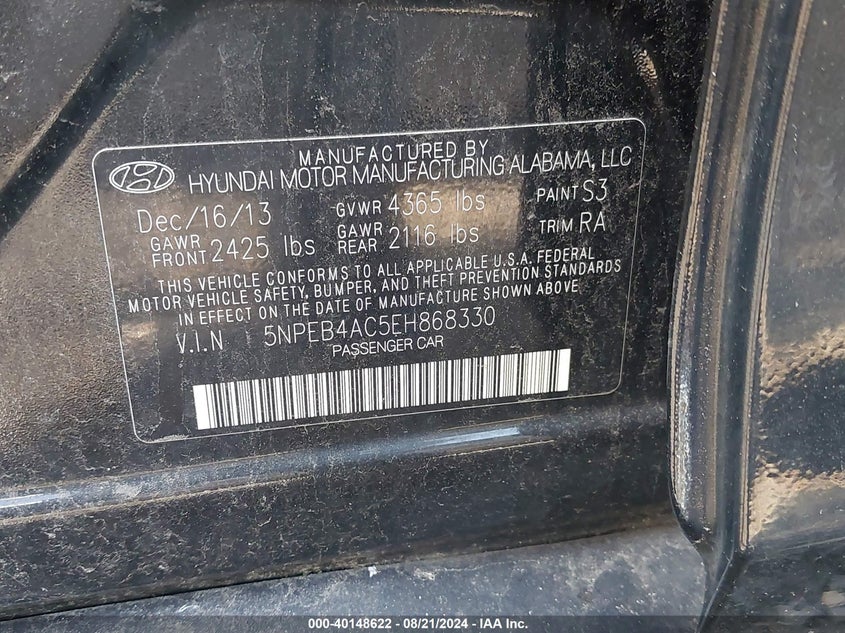 MANUFACTURED BY
HYUNDAI MOTOR MANUFACTURING ALABAMA, LLC
Dec/16/13 GVWR 4365 lbs PAINT S3
GAWR FRONT 2425 lbs GAWR REAR 2116 lbs TRIM RA
THIS VEHICLE CONFORMS TO ALL APPLICABLE U.S.A. FEDERAL
MOTOR VEHICLE SAFETY, BUMPER, AND THEFT PREVENTION STANDARDS
IN EFFECT ON THE DATE OF MANUFACTURE SHOWN ABOVE.
V.I.N 5NPEB4AC5EH868330
PASSENGER CAR
000-40148622 - 08/21/2024 - IAA Inc.